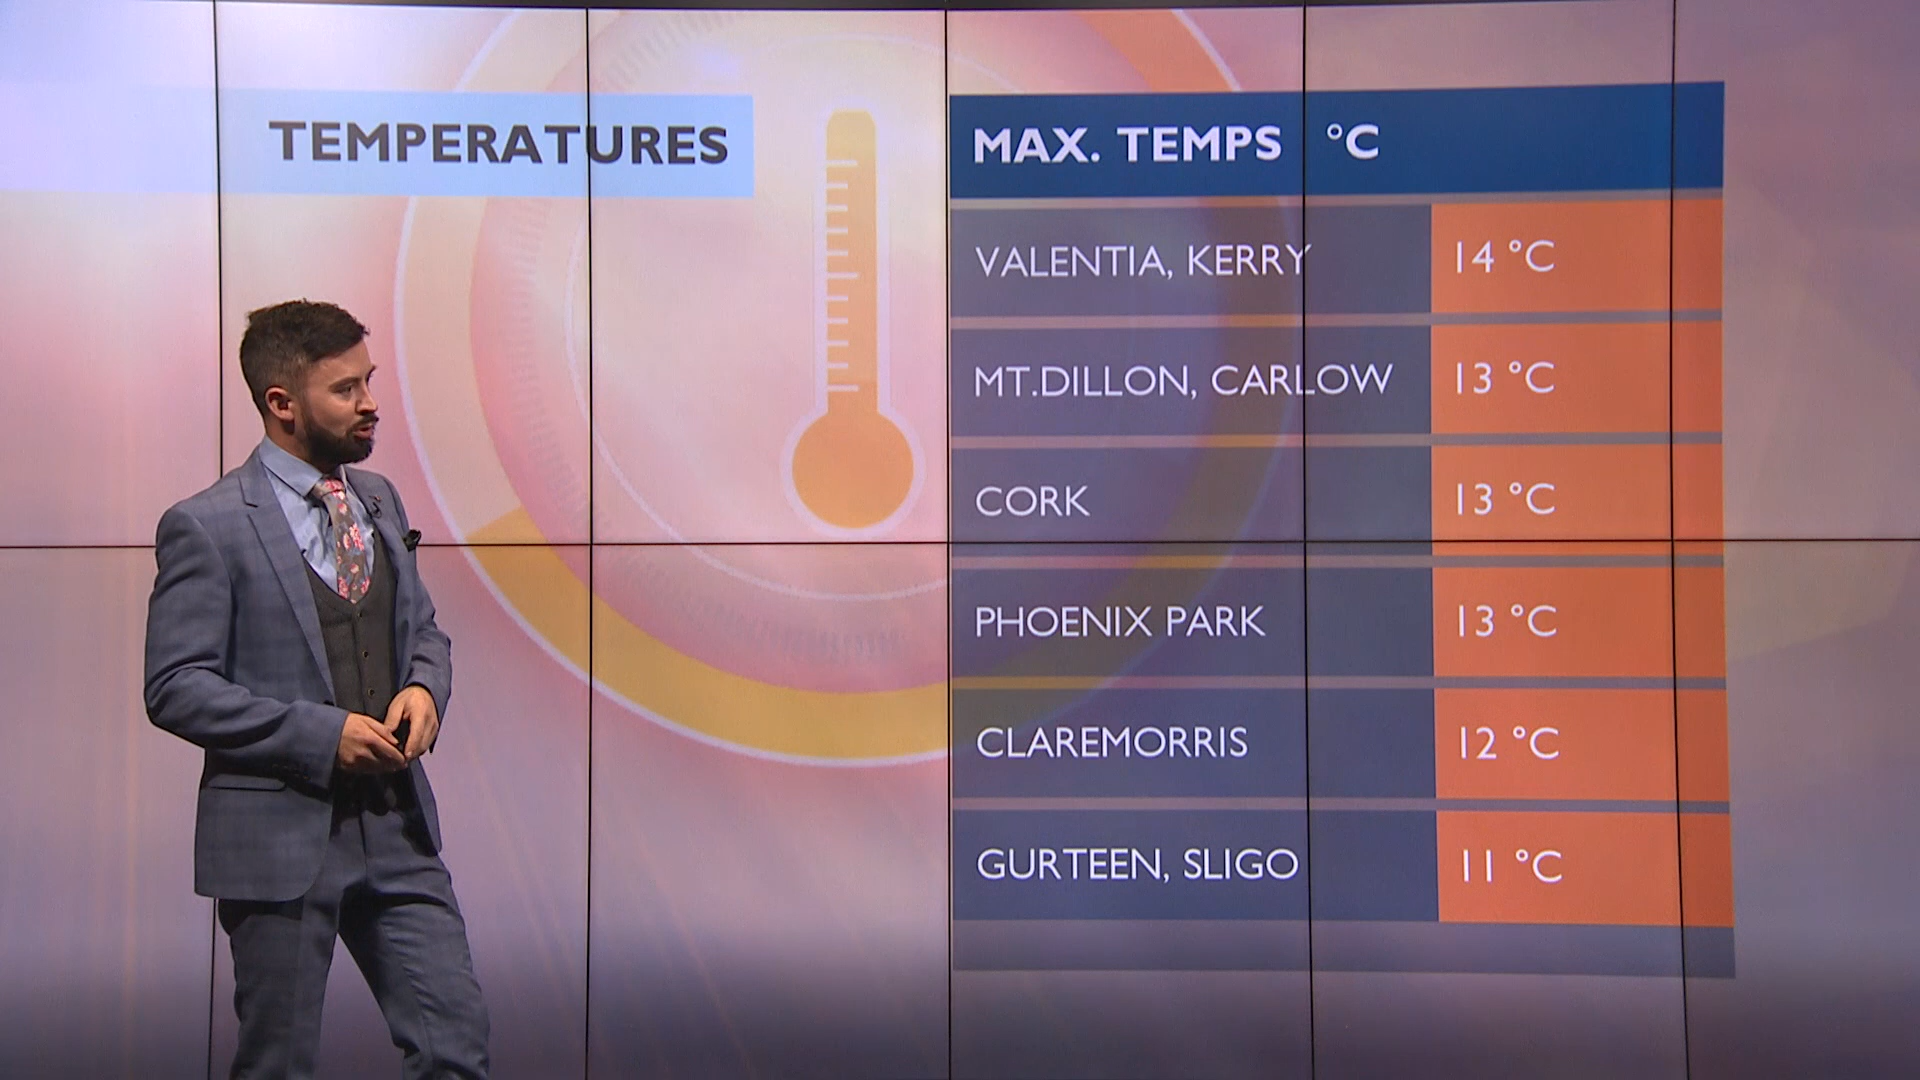 TEMPERATURES
MAX. TEMPS °C
VALENTIA, KERRY 14 °C
MT.DILLON, CARLOW 13 °C
CORK 13 °C
PHOENIX PARK 13 °C
CLAREMORRIS 12 °C
GURTEEN, SLIGO 11 °C